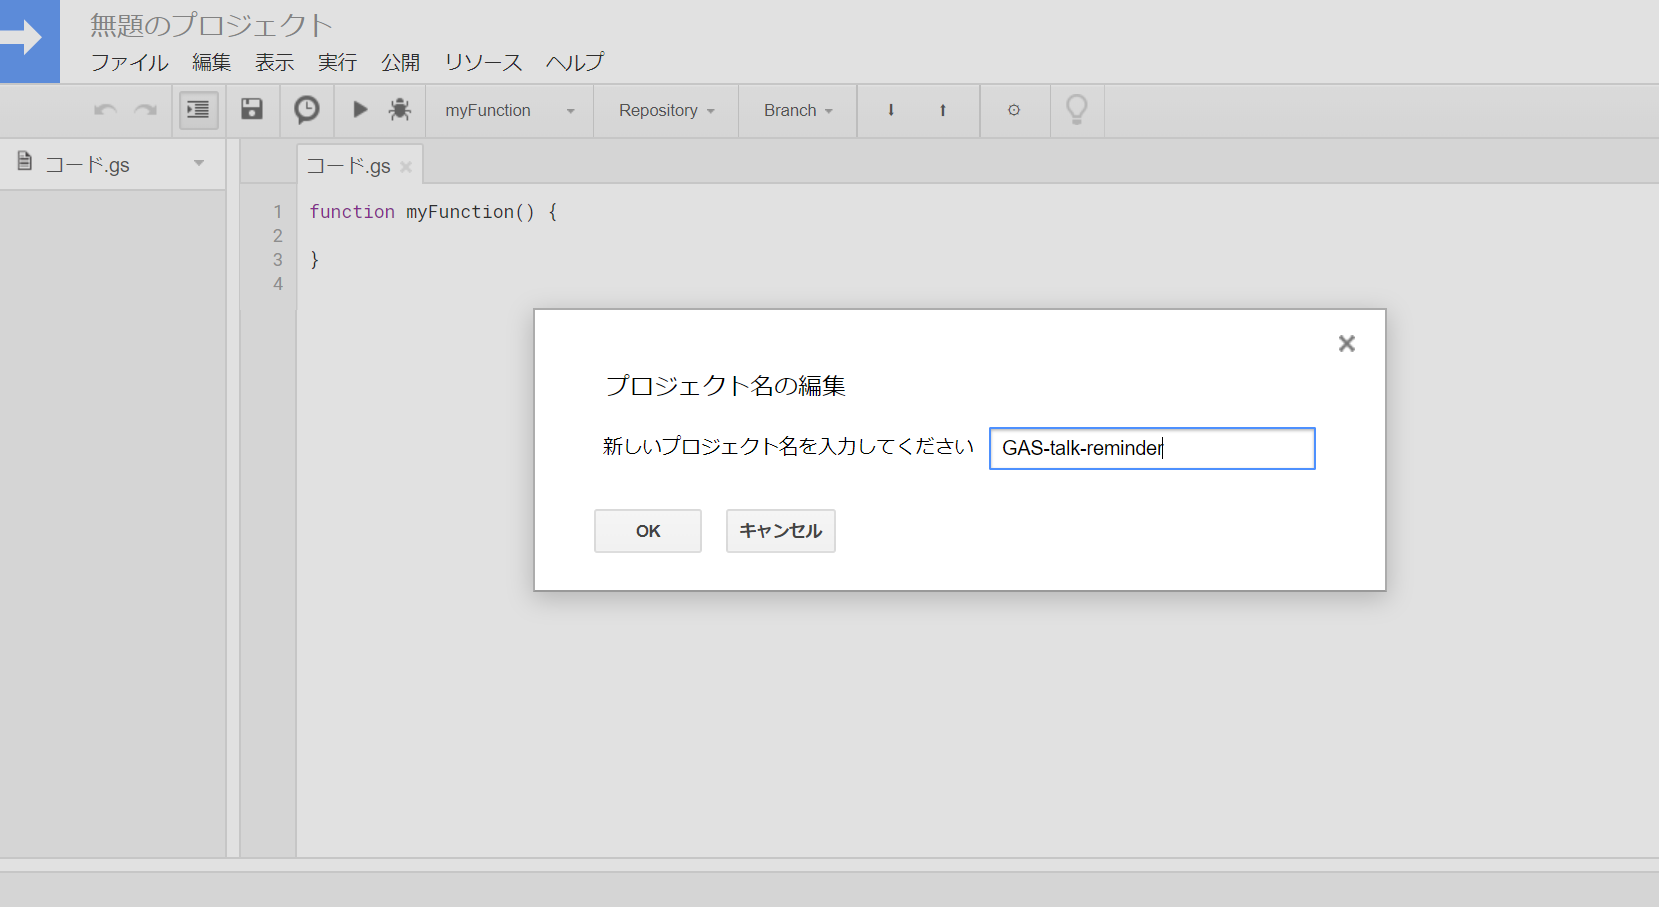 無題のプロジェクト
ファイル 編集 表示 実行 公開 リソース ヘルプ
myFunction Repository Branch
コード.gs
コード.gs
1 function myFunction() {
2
3 }
4
プロジェクト名の編集
新しいプロジェクト名を入力してください GAS-talk-reminder
OK キャンセル